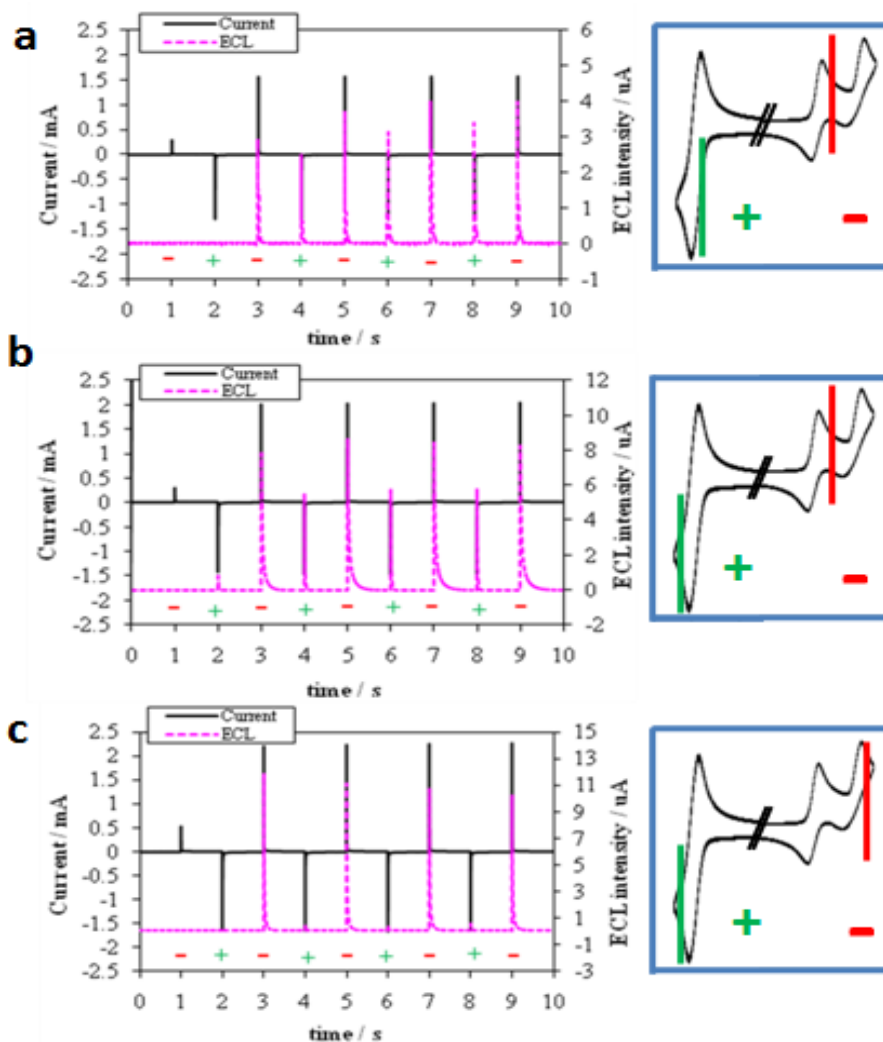 a
Current
ECL
Current / mA
2.5
2
1.5
1
0.5
0
-0.5
-1
-1.5
-2
-2.5
6
5
4
3
2
1
0
-1
ECL intensity / uA
- + - + - + - + -
0 1 2 3 4 5 6 7 8 9 10
time / s
+ -
b
Current
ECL
Current / mA
2.5
2
1.5
1
0.5
0
-0.5
-1
-1.5
-2
-2.5
12
10
8
6
4
2
0
-2
ECL intensity / uA
- + - + - + - + -
0 1 2 3 4 5 6 7 8 9 10
time / s
+ -
c
Current
ECL
Current / mA
2.5
2
1.5
1
0.5
0
-0.5
-1
-1.5
-2
-2.5
15
13
11
9
7
5
3
1
-1
-3
ECL intensity / uA
- + - + - + - + -
0 1 2 3 4 5 6 7 8 9 10
time / s
+ -